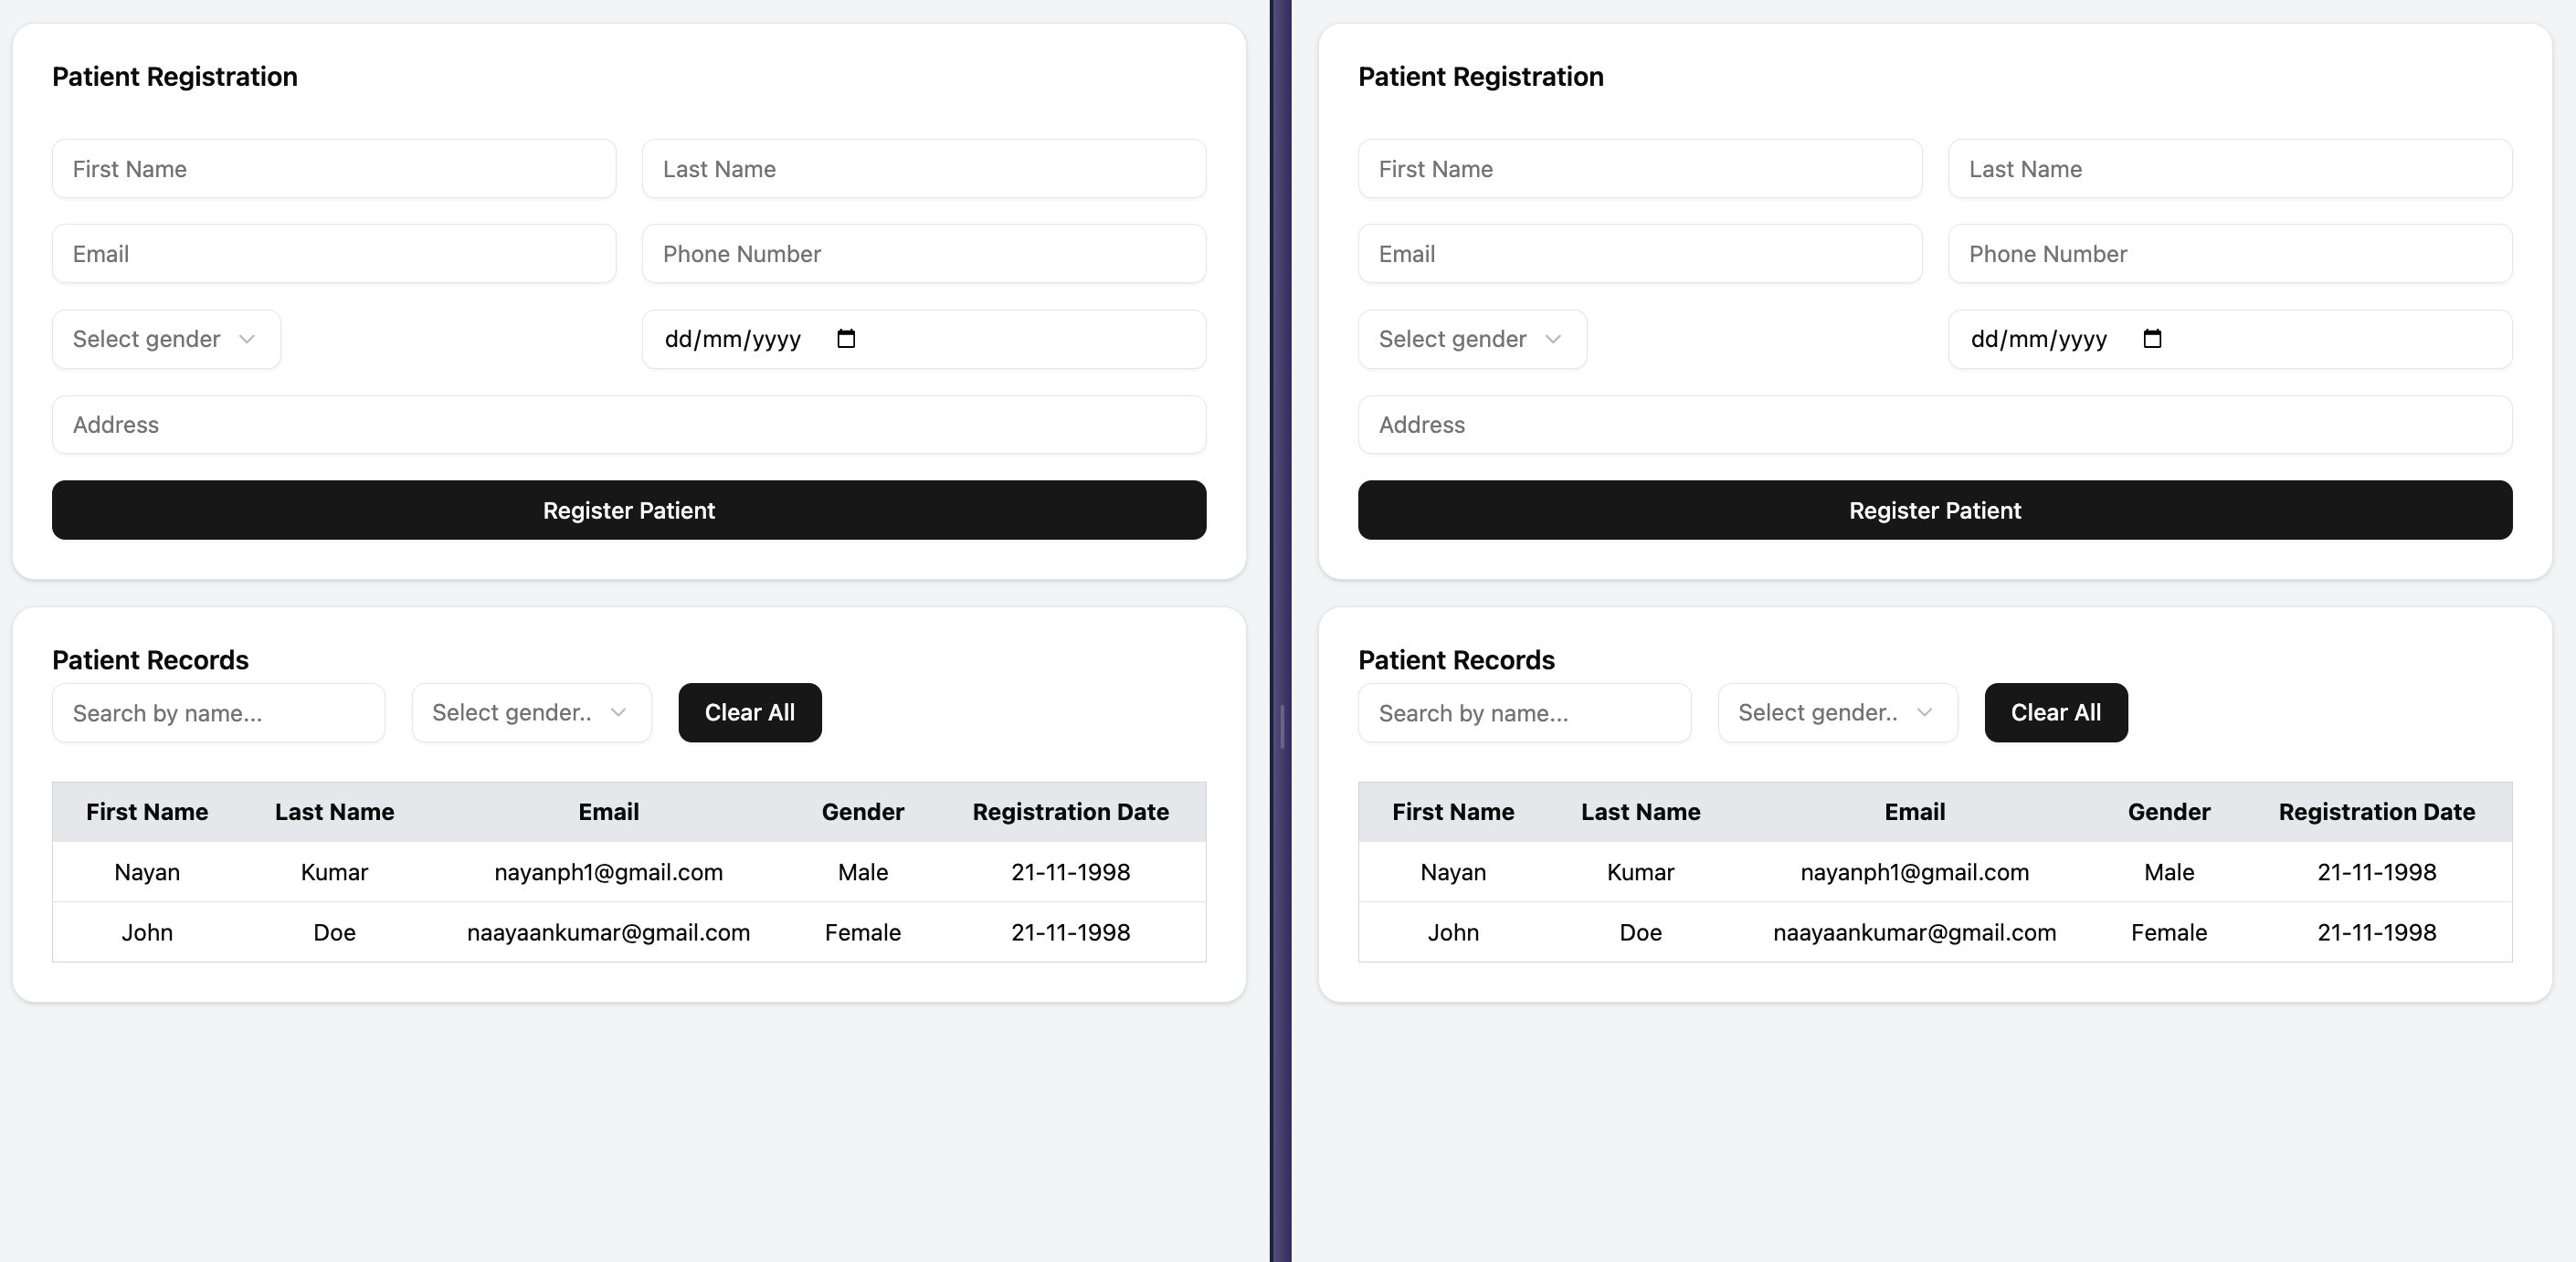 Patient Registration
First Name Last Name
Email Phone Number
Select gender dd/mm/yyyy
Address
Register Patient
Patient Records
Search by name... Select gender.. Clear All
First Name Last Name Email Gender Registration Date
Nayan Kumar nayanph1@gmail.com Male 21-11-1998
John Doe naayaankumar@gmail.com Female 21-11-1998
Patient Registration
First Name Last Name
Email Phone Number
Select gender dd/mm/yyyy
Address
Register Patient
Patient Records
Search by name... Select gender.. Clear All
First Name Last Name Email Gender Registration Date
Nayan Kumar nayanph1@gmail.com Male 21-11-1998
John Doe naayaankumar@gmail.com Female 21-11-1998